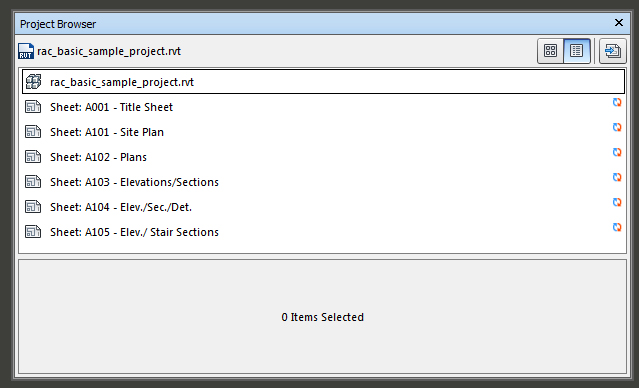 Project Browser
RVT rac_basic_sample_project.rvt
rac_basic_sample_project.rvt
Sheet: A001 - Title Sheet
Sheet: A101 - Site Plan
Sheet: A102 - Plans
Sheet: A103 - Elevations/Sections
Sheet: A104 - Elev./Sec./Det.
Sheet: A105 - Elev./ Stair Sections
0 Items Selected